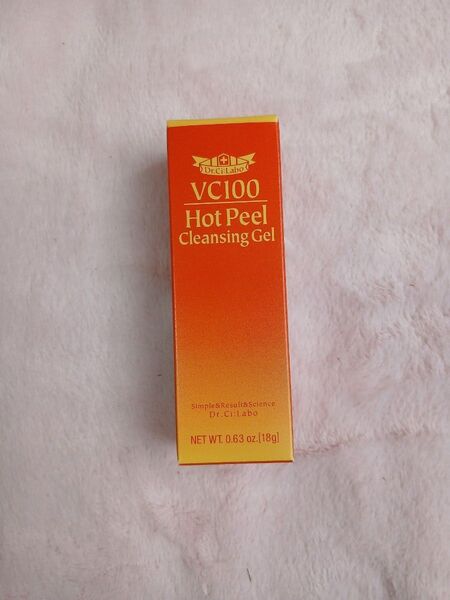 Dr.Ci:Labo
VC100
Hot Peel
Cleansing Gel
Simple&Result&Science
Dr.Ci:Labo
NET WT. 0.63 oz.[18g]